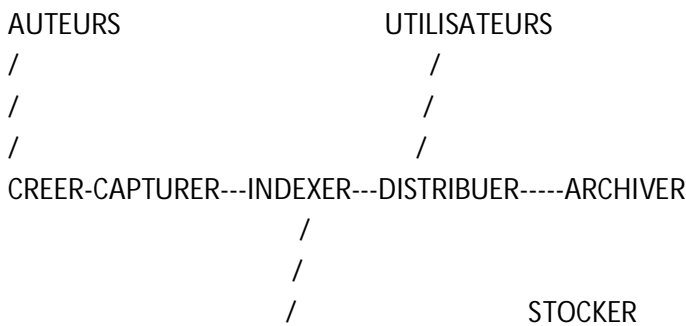 AUTEURS UTILISATEURS
/ /
/ /
/ /
CREER-CAPTURER---INDEXER---DISTRIBUER-----ARCHIVER
/
/
/ STOCKER